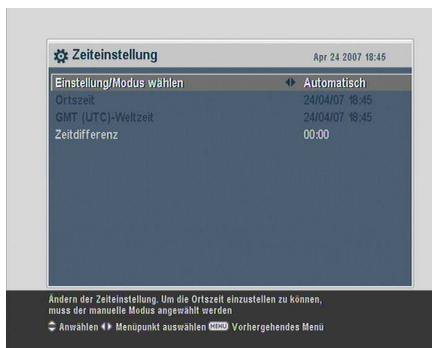 Zeiteinstellung Apr 24 2007 18:45
Einstellung/Modus wählen Automatisch
Ortszeit 24/04/07 18:45
GMT (UTC)-Weltzeit 24/04/07 18:45
Zeitdifferenz 00:00
Ändern der Zeiteinstellung. Um die Ortszeit einzustellen zu können,
muss der manuelle Modus angewählt werden
Anwählen Menüpunkt auswählen MENU Vorhergehendes Menü